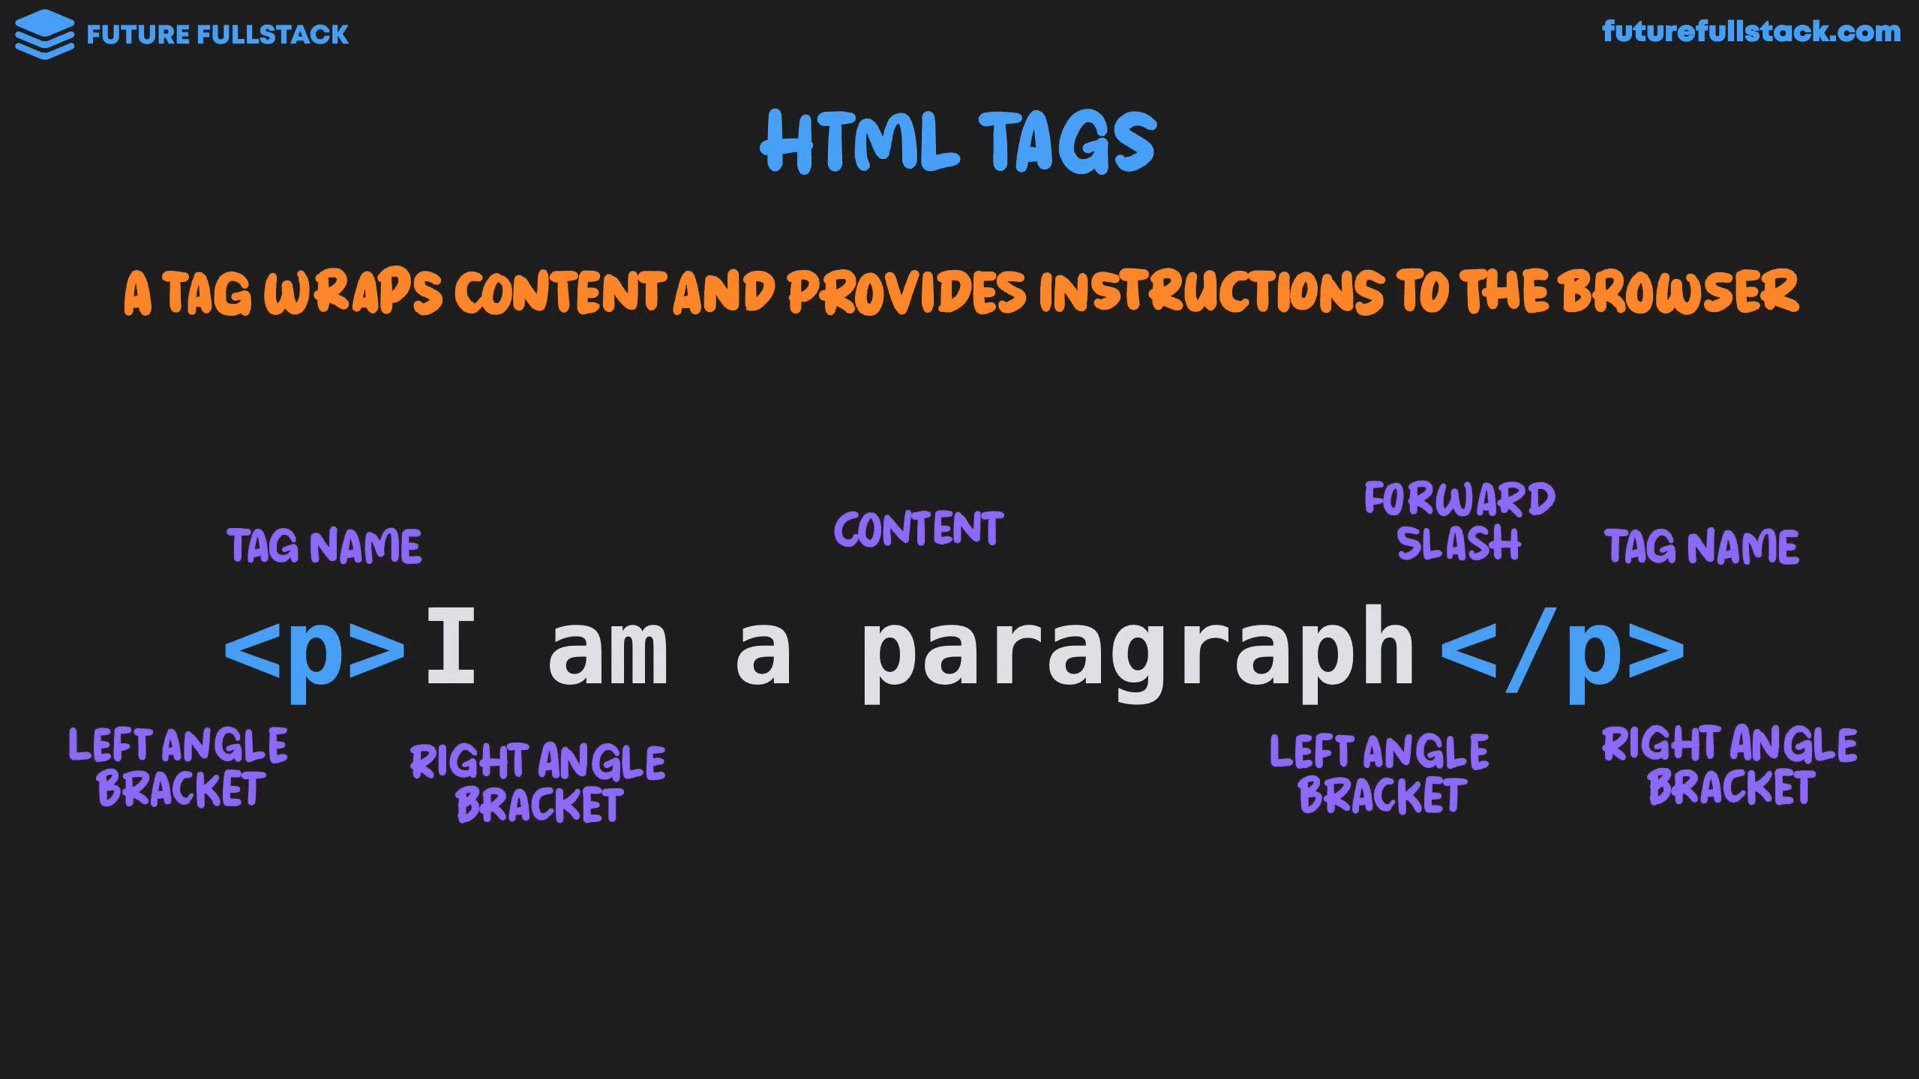 FUTURE FULLSTACK
futurefullstack.com
HTML TAGS
A TAG WRAPS CONTENT AND PROVIDES INSTRUCTIONS TO THE BROWSER
TAG NAME
CONTENT
FORWARD
SLASH
TAG NAME
<p>I am a paragraph</p>
LEFT ANGLE
BRACKET
RIGHT ANGLE
BRACKET
LEFT ANGLE
BRACKET
RIGHT ANGLE
BRACKET